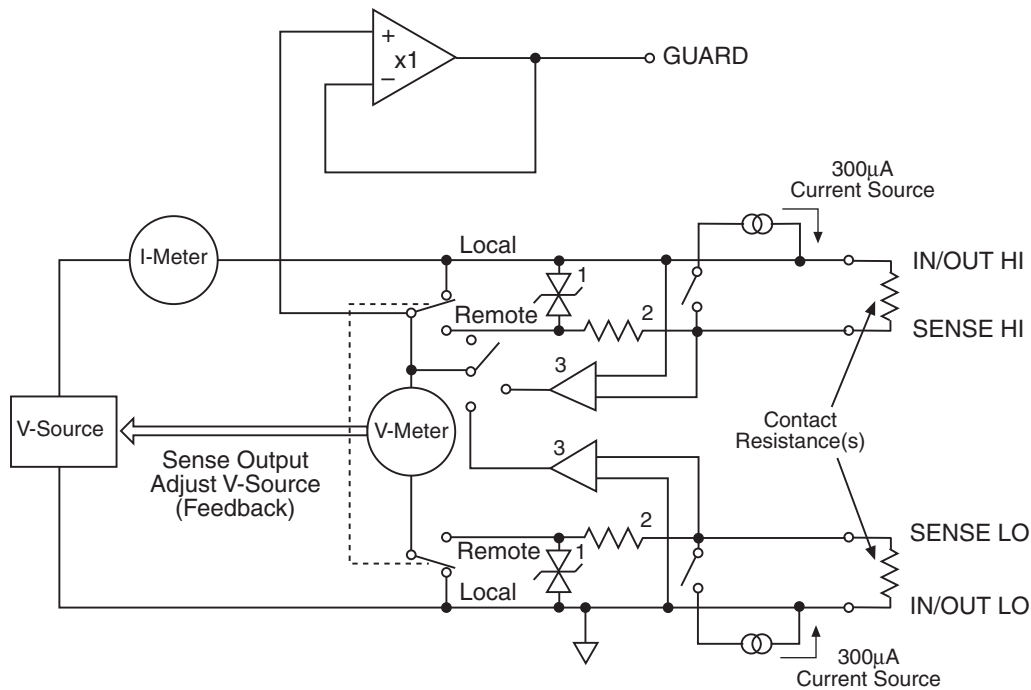 +
x1
−
GUARD
300µA
Current Source
I-Meter
Local
IN/OUT HI
1
Remote
2
SENSE HI
3
V-Source
V-Meter
Sense Output
Adjust V-Source
(Feedback)
Contact
Resistance(s)
3
2
SENSE LO
Remote
1
Local
IN/OUT LO
300µA
Current Source